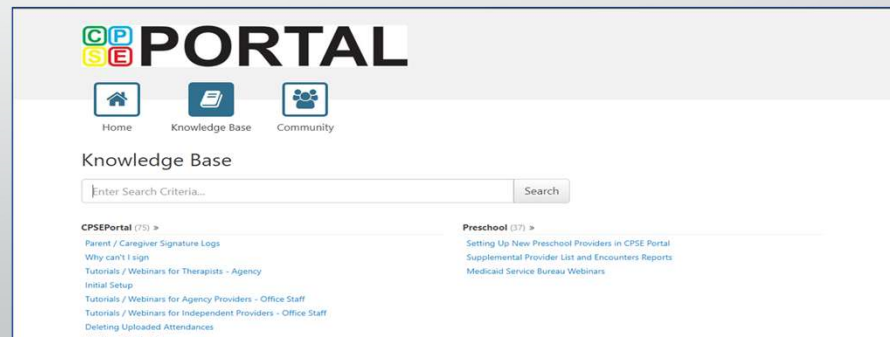 CPSE PORTAL
Home Knowledge Base Community
Knowledge Base
Enter Search Criteria... Search
CPSEPortal (75) »
Parent / Caregiver Signature Logs
Why can't I sign
Tutorials / Webinars for Therapists - Agency
Initial Setup
Tutorials / Webinars for Agency Providers - Office Staff
Tutorials / Webinars for Independent Providers - Office Staff
Deleting Uploaded Attendances
Preschool (37) »
Setting Up New Preschool Providers in CPSE Portal
Supplemental Provider List and Encounters Reports
Medicaid Service Bureau Webinars